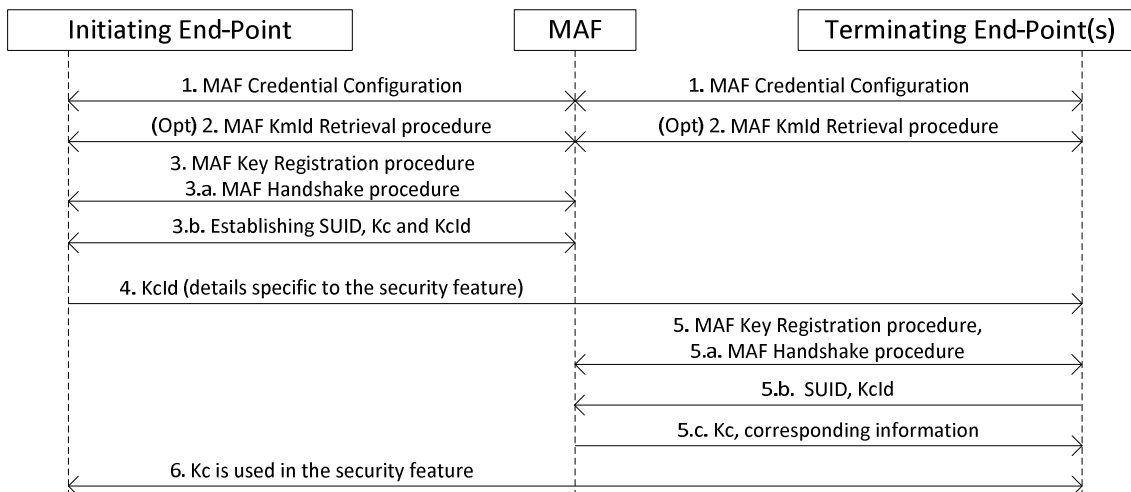 Initiating End-Point
MAF
Terminating End-Point(s)
1. MAF Credential Configuration
1. MAF Credential Configuration
(Opt) 2. MAF KmId Retrieval procedure
(Opt) 2. MAF KmId Retrieval procedure
3. MAF Key Registration procedure
3.a. MAF Handshake procedure
3.b. Establishing SUID, Kc and KcId
4. KcId (details specific to the security feature)
5. MAF Key Registration procedure,
5.a. MAF Handshake procedure
5.b. SUID, KcId
5.c. Kc, corresponding information
6. Kc is used in the security feature